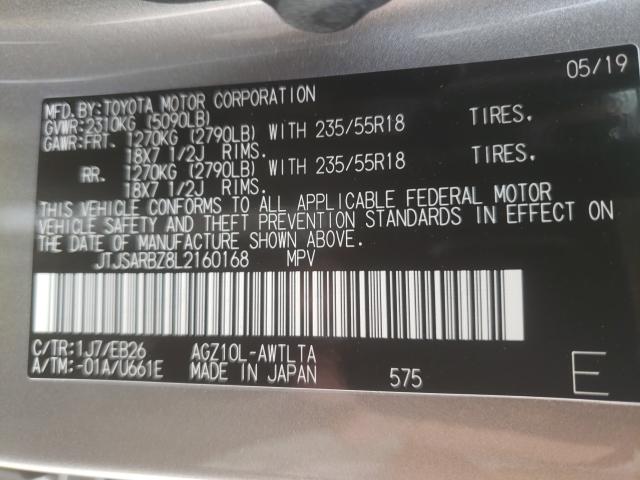 05/19
MFD.BY:TOYOTA MOTOR CORPORATION
GVWR:2310KG (5090LB)
GAWR:FRT. 1270KG (2790LB) WITH 235/55R18 TIRES.
18X7 1/2J RIMS.
RR. 1270KG (2790LB) WITH 235/55R18 TIRES.
18X7 1/2J RIMS.
THIS VEHICLE CONFORMS TO ALL APPLICABLE FEDERAL MOTOR
VEHICLE SAFETY AND THEFT PREVENTION STANDARDS IN EFFECT ON
THE DATE OF MANUFACTURE SHOWN ABOVE.
JTJSARBZ8L2160168 MPV
C/TR:1J7/EB26 AGZ10L-AWTLTA
A/TM:-01A/U661E MADE IN JAPAN 575 E